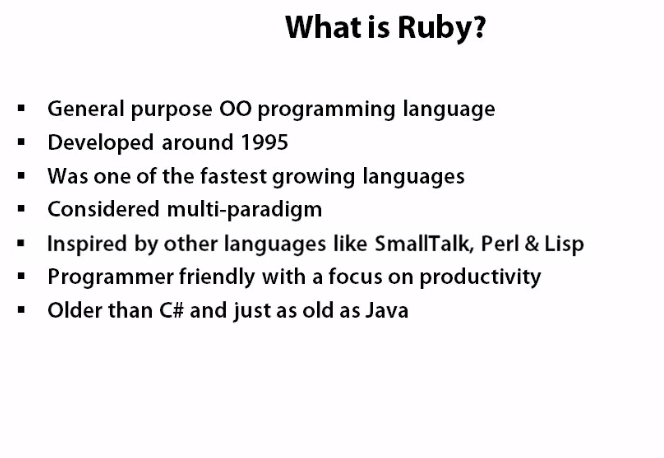 What is Ruby?
▪ General purpose OO programming language
▪ Developed around 1995
▪ Was one of the fastest growing languages
▪ Considered multi-paradigm
▪ Inspired by other languages like SmallTalk, Perl & Lisp
▪ Programmer friendly with a focus on productivity
▪ Older than C# and just as old as Java